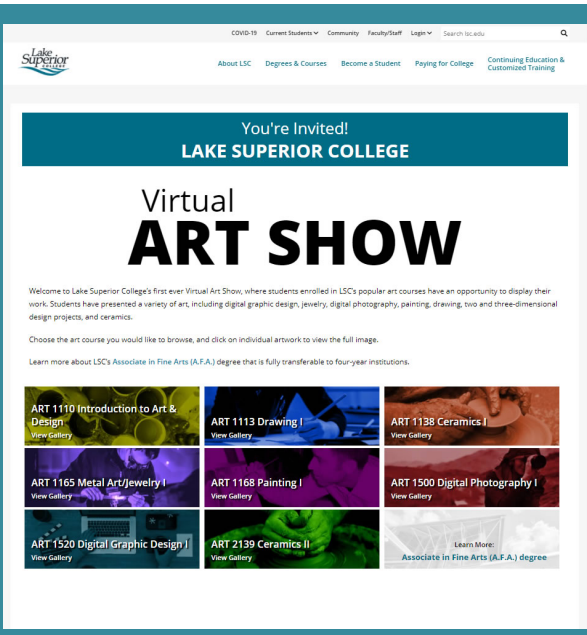 COVID-19 Current Students Community Faculty/Staff Login Search lsc.edu
Lake
Superior
COLLEGE
About LSC Degrees & Courses Become a Student Paying for College Continuing Education &
Customized Training
You're Invited!
LAKE SUPERIOR COLLEGE
Virtual
ART SHOW
Welcome to Lake Superior College's first ever Virtual Art Show, where students enrolled in LSC's popular art courses have an opportunity to display their
work. Students have presented a variety of art, including digital graphic design, jewelry, digital photography, painting, drawing, two and three-dimensional
design projects, and ceramics.
Choose the art course you would like to browse, and click on individual artwork to view the full image.
Learn more about LSC's Associate in Fine Arts (A.F.A.) degree that is fully transferable to four-year institutions.
ART 1110 Introduction to Art &
Design
View Gallery
ART 1113 Drawing I
View Gallery
ART 1138 Ceramics I
View Gallery
ART 1165 Metal Art/Jewelry I
View Gallery
ART 1168 Painting I
View Gallery
ART 1500 Digital Photography I
View Gallery
ART 1520 Digital Graphic Design I
View Gallery
ART 2139 Ceramics II
View Gallery
Learn More:
Associate in Fine Arts (A.F.A.) degree